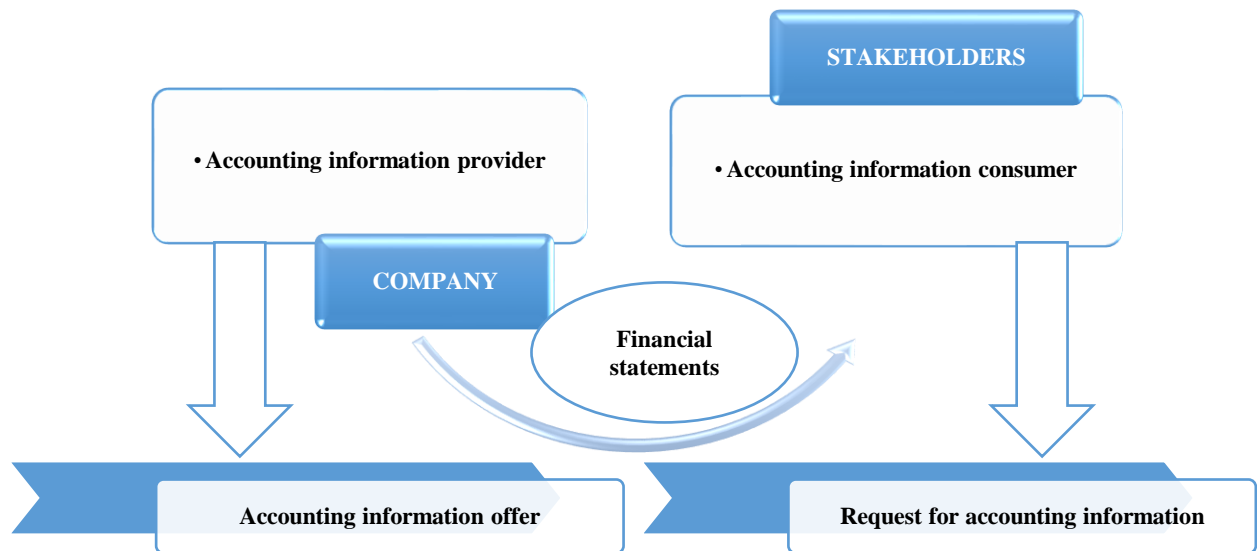 STAKEHOLDERS
• Accounting information provider
• Accounting information consumer
COMPANY
Financial
statements
Accounting information offer
Request for accounting information